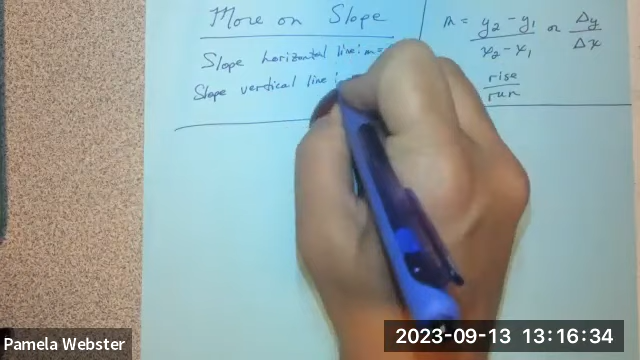 More on Slope
Slope horizontal line: m=
Slope vertical line:
m = y₂ - y₁ / x₂ - x₁ or Δy / Δx
rise
run
Pamela Webster
2023-09-13 13:16:34